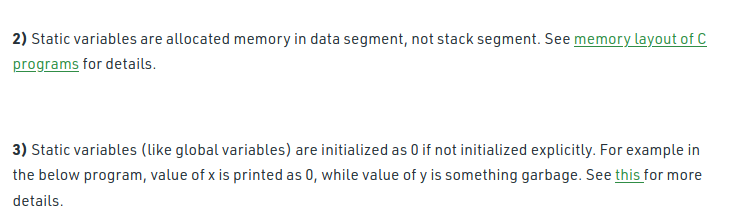 2) Static variables are allocated memory in data segment, not stack segment. See memory layout of C
programs for details.
3) Static variables (like global variables) are initialized as 0 if not initialized explicitly. For example in
the below program, value of x is printed as 0, while value of y is something garbage. See this for more
details.